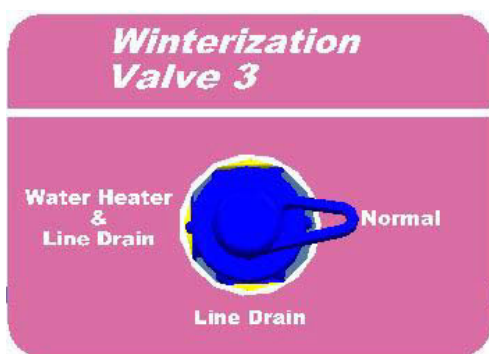 Winterization
Valve 3
Water Heater
&
Line Drain
Normal
Line Drain